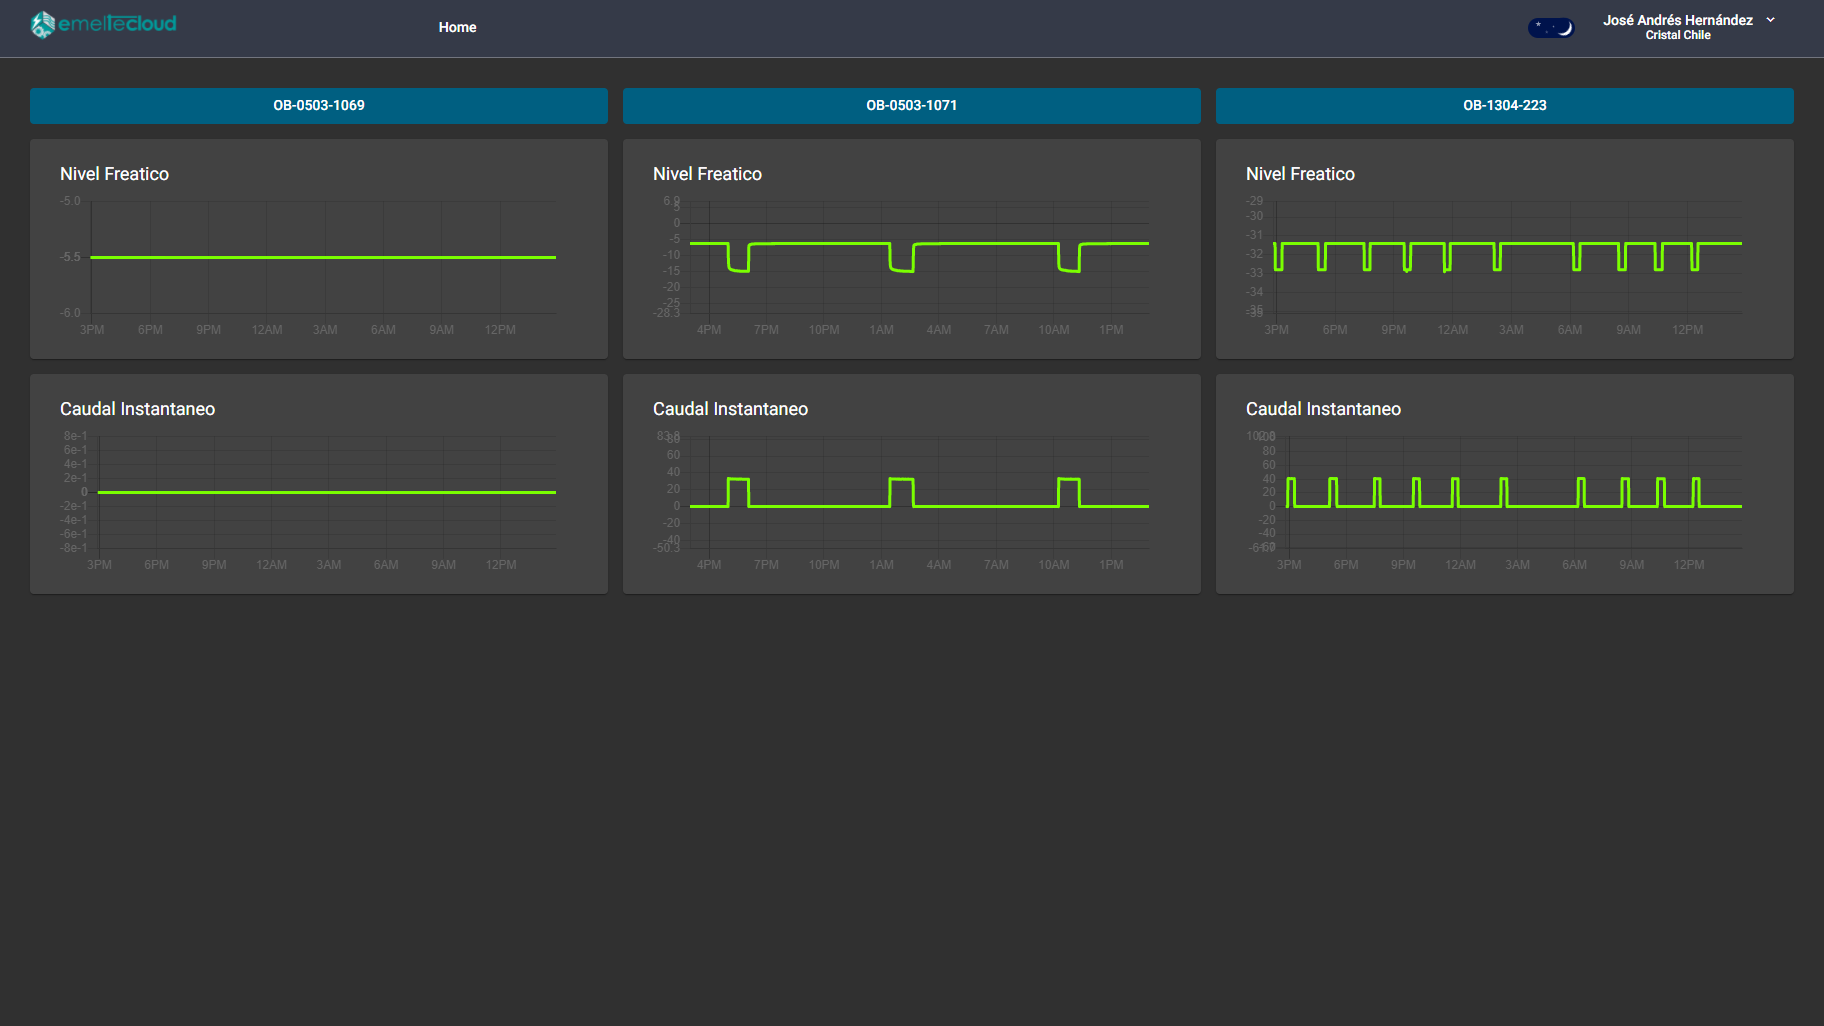 emeltecloud
Home
José Andrés Hernández
Cristal Chile
OB-0503-1069
OB-0503-1071
OB-1304-223
Nivel Freatico
-5.0
-5.5
-6.0
3PM 6PM 9PM 12AM 3AM 6AM 9AM 12PM
Nivel Freatico
6.9
5
0
-5
-10
-15
-20
-25
-28.3
4PM 7PM 10PM 1AM 4AM 7AM 10AM 1PM
Nivel Freatico
-29
-30
-31
-32
-33
-34
-35
3PM 6PM 9PM 12AM 3AM 6AM 9AM 12PM
Caudal Instantaneo
8e-1
6e-1
4e-1
2e-1
0
-2e-1
-4e-1
-6e-1
-8e-1
3PM 6PM 9PM 12AM 3AM 6AM 9AM 12PM
Caudal Instantaneo
83.8
80
60
40
20
0
-20
-40
-50.3
4PM 7PM 10PM 1AM 4AM 7AM 10AM 1PM
Caudal Instantaneo
100
80
60
40
20
0
-20
-40
-60
3PM 6PM 9PM 12AM 3AM 6AM 9AM 12PM